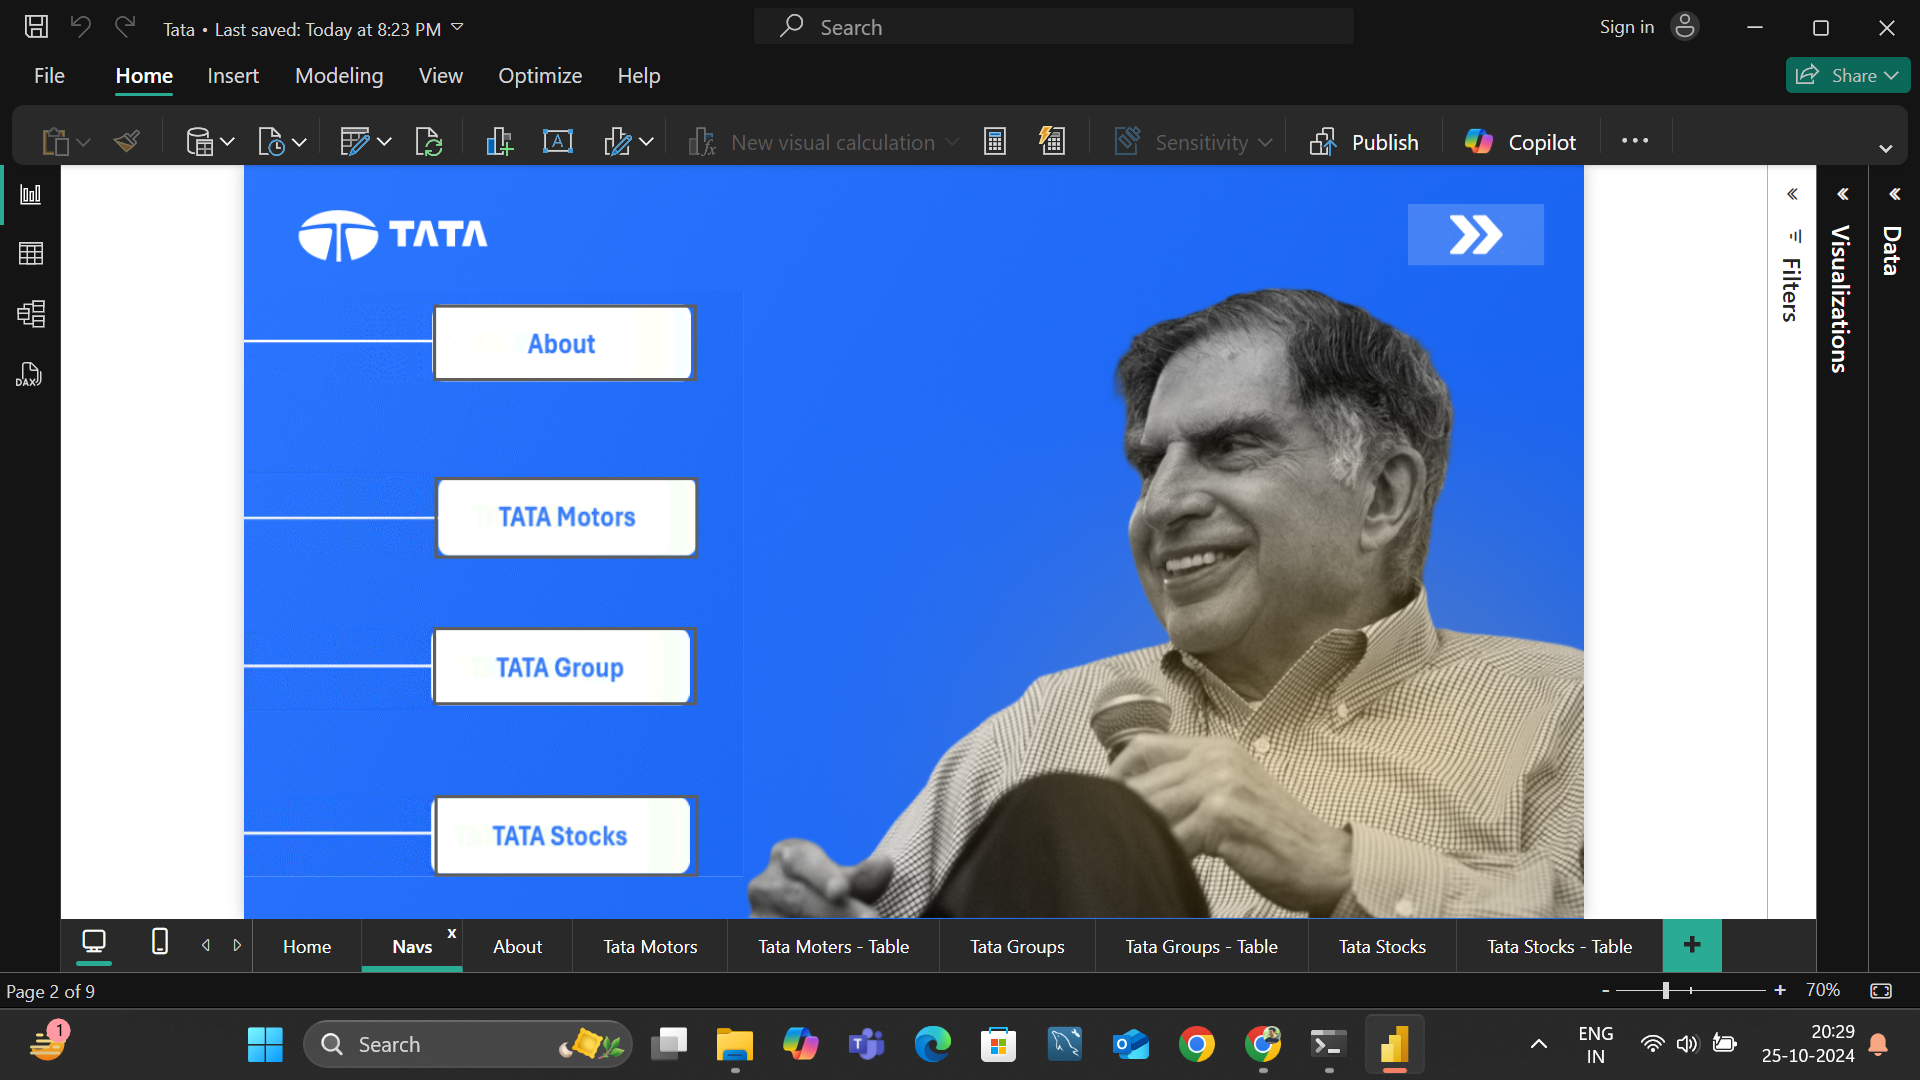 Tata • Last saved: Today at 8:23 PM
Search
Sign in
File Home Insert Modeling View Optimize Help
Share
New visual calculation
Sensitivity
Publish
Copilot
TATA
About
TATA Motors
TATA Group
TATA Stocks
Filters
Visualizations
Data
DAX
Home
Navs
x
About
Tata Motors
Tata Moters - Table
Tata Groups
Tata Groups - Table
Tata Stocks
Tata Stocks - Table
+
Page 2 of 9
- + 70%
1
Search
ENG
IN
20:29
25-10-2024